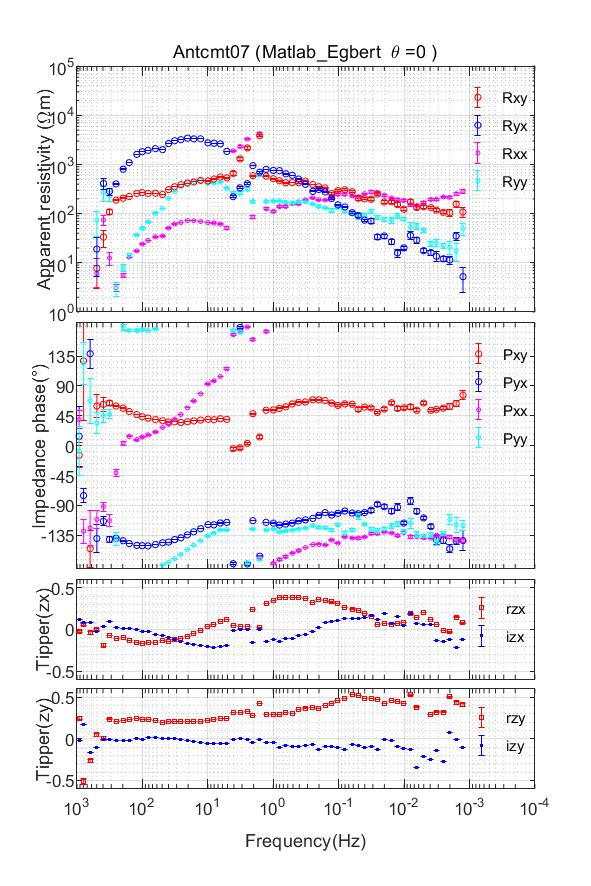 Antcmt07 (Matlab_Egbert θ =0 )
Apparent resistivity (Ωm)
10^5
10^4
10^3
10^2
10^1
10^0
Rxy
Ryx
Rxx
Ryy
Impedance phase(°)
135
90
45
0
-45
-90
-135
Pxy
Pyx
Pxx
Pyy
Tipper(zx)
0.5
0
-0.5
rzx
izx
Tipper(zy)
0.5
0
-0.5
rzy
izy
10^3 10^2 10^1 10^0 10^-1 10^-2 10^-3 10^-4
Frequency(Hz)